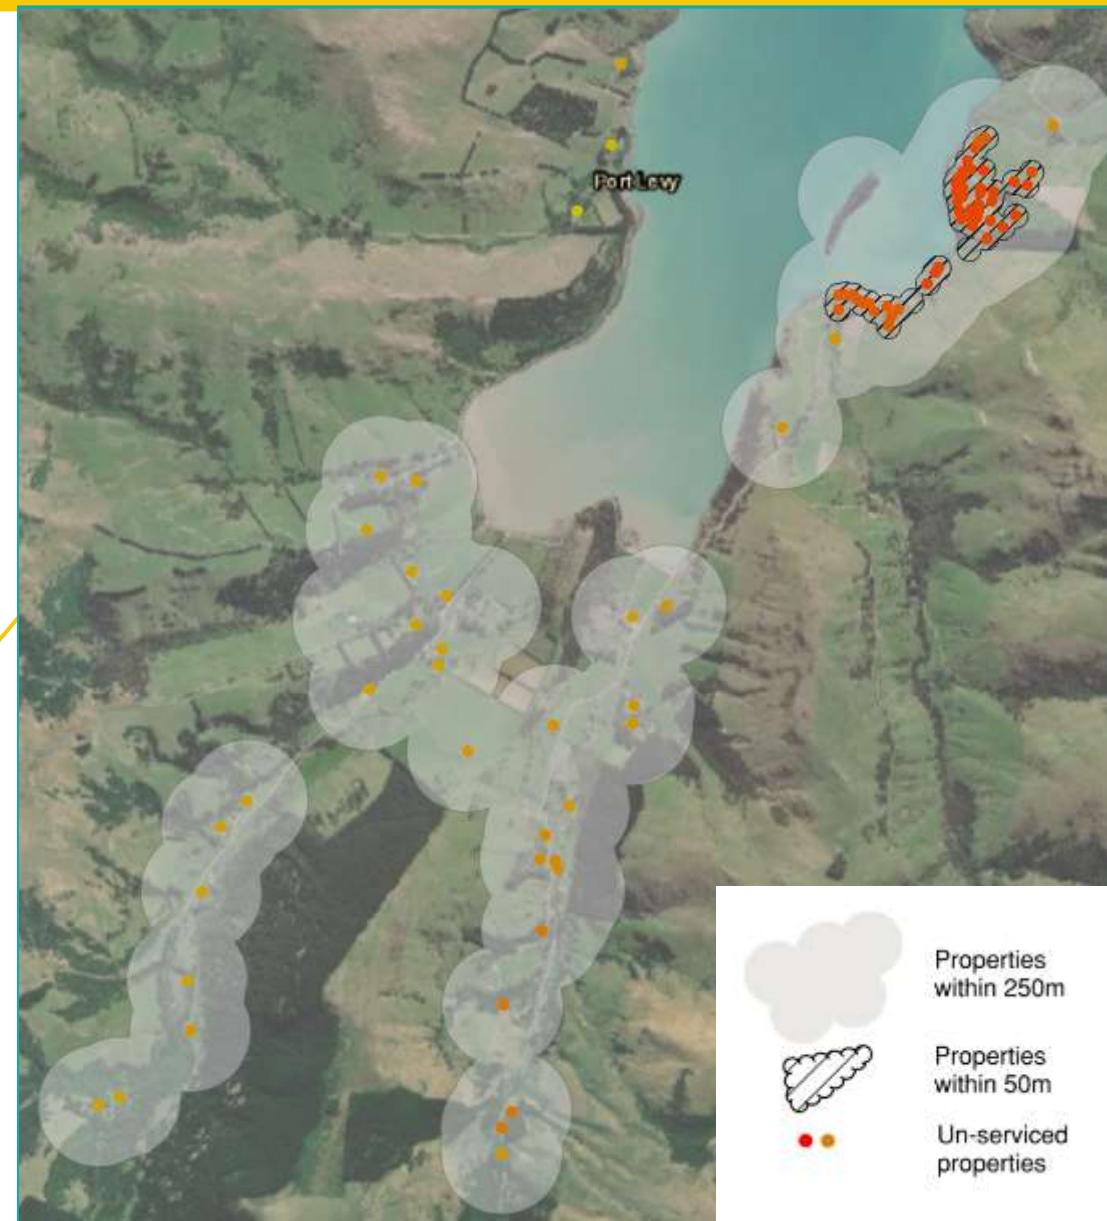 Port Levy
Properties
within 250m
Properties
within 50m
Un-serviced
properties